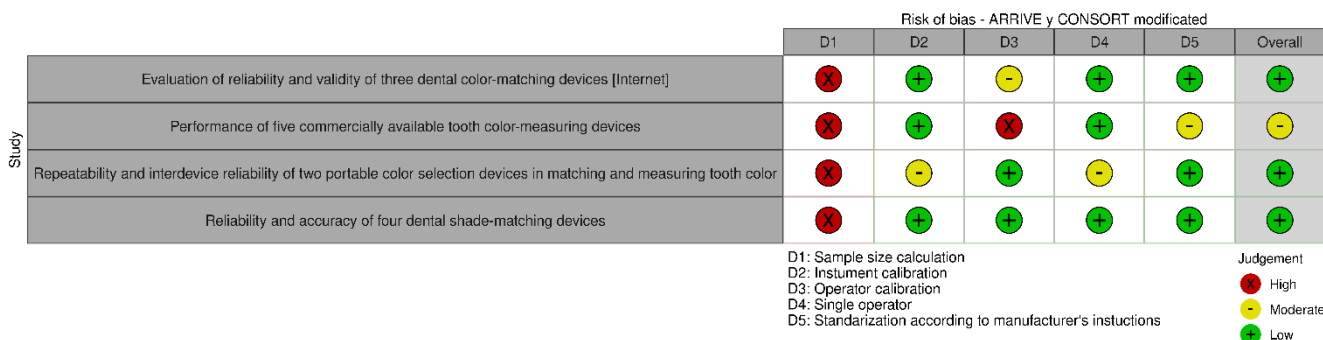 Risk of bias - ARRIVE y CONSORT modificated
D1 D2 D3 D4 D5 Overall
Study
Evaluation of reliability and validity of three dental color-matching devices [Internet] X + - + + +
Performance of five commercially available tooth color-measuring devices X + X + - -
Repeatability and interdevice reliability of two portable color selection devices in matching and measuring tooth color X - + - + +
Reliability and accuracy of four dental shade-matching devices X + + + + +
D1: Sample size calculation
D2: Instument calibration
D3: Operator calibration
D4: Single operator
D5: Standarization according to manufacturer's instuctions
Judgement
X High
- Moderate
+ Low